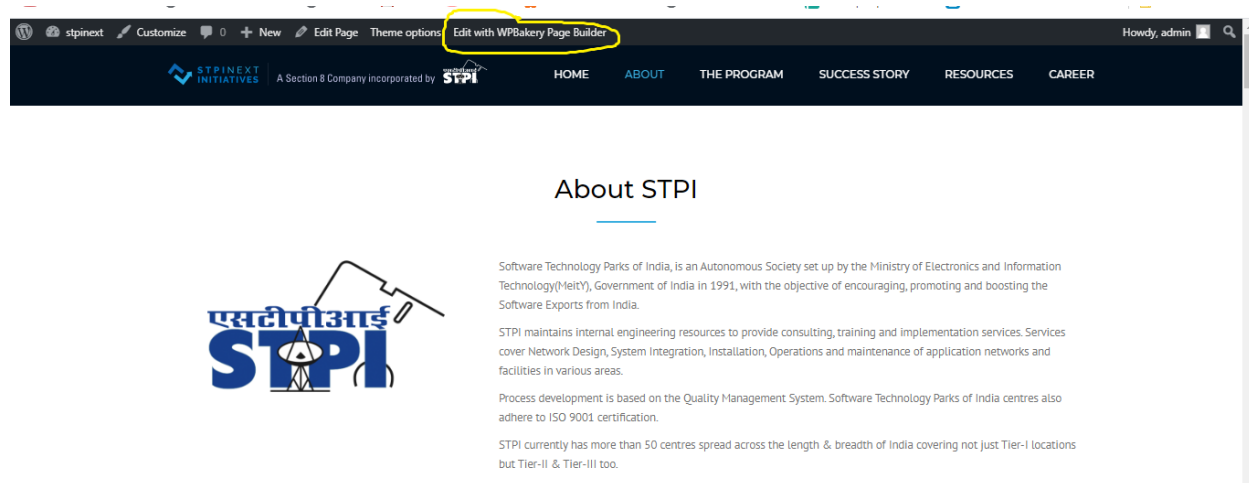 stpinext Customize 0 + New Edit Page Theme options Edit with WPBakery Page Builder Howdy, admin
STPINEXT INITIATIVES A Section 8 Company incorporated by एसटीपीआई STPI HOME ABOUT THE PROGRAM SUCCESS STORY RESOURCES CAREER
About STPI
एसटीपीआई
STPI
Software Technology Parks of India, is an Autonomous Society set up by the Ministry of Electronics and Information
Technology(MeitY), Government of India in 1991, with the objective of encouraging, promoting and boosting the
Software Exports from India.
STPI maintains internal engineering resources to provide consulting, training and implementation services. Services
cover Network Design, System Integration, Installation, Operations and maintenance of application networks and
facilities in various areas.
Process development is based on the Quality Management System. Software Technology Parks of India centres also
adhere to ISO 9001 certification.
STPI currently has more than 50 centres spread across the length & breadth of India covering not just Tier-I locations
but Tier-II & Tier-III too.